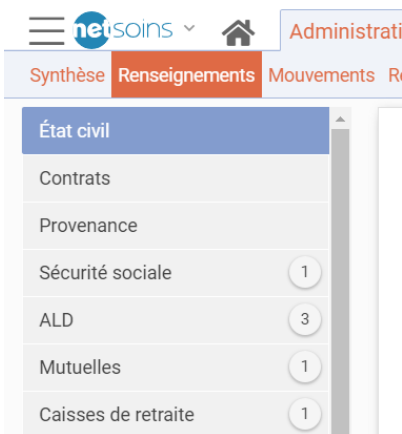 netsoins
Administrati
Synthèse Renseignements Mouvements
État civil
Contrats
Provenance
Sécurité sociale 1
ALD 3
Mutuelles 1
Caisses de retraite 1